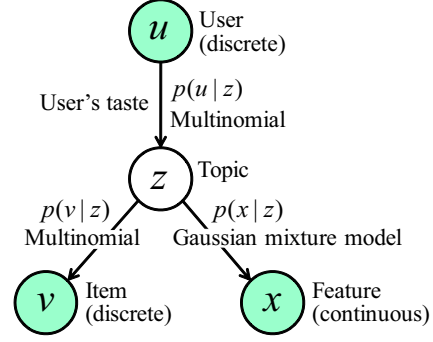 u
User
(discrete)
User's taste
p(u | z)
Multinomial
z
Topic
p(v | z)
Multinomial
p(x | z)
Gaussian mixture model
v
Item
(discrete)
x
Feature
(continuous)